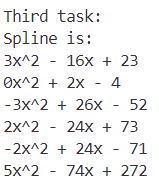 Third task:
Spline is:
3x^2 - 16x + 23
0x^2 + 2x - 4
-3x^2 + 26x - 52
2x^2 - 24x + 73
-2x^2 + 24x - 71
5x^2 - 74x + 272